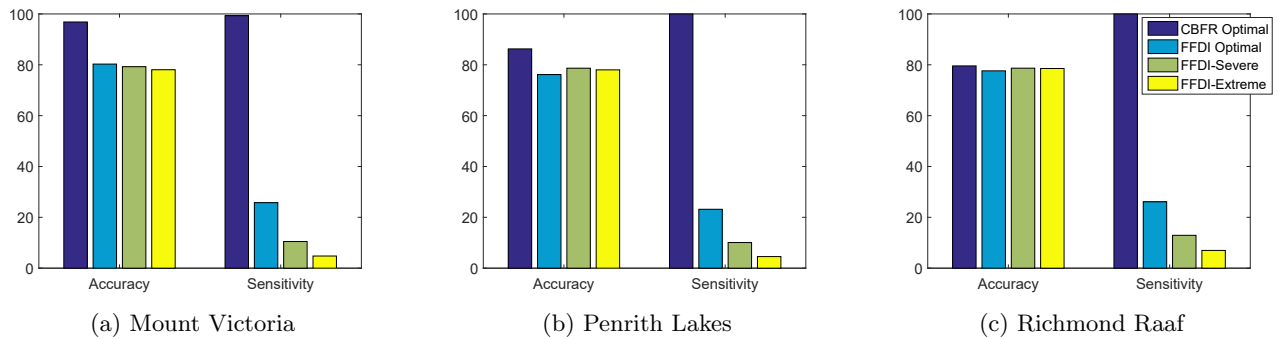 100
80
60
40
20
0
Accuracy
Sensitivity
(a) Mount Victoria
100
80
60
40
20
0
Accuracy
Sensitivity
(b) Penrith Lakes
100
80
60
40
20
0
Accuracy
Sensitivity
CBFR Optimal
FFDI Optimal
FFDI-Severe
FFDI-Extreme
(c) Richmond Raaf